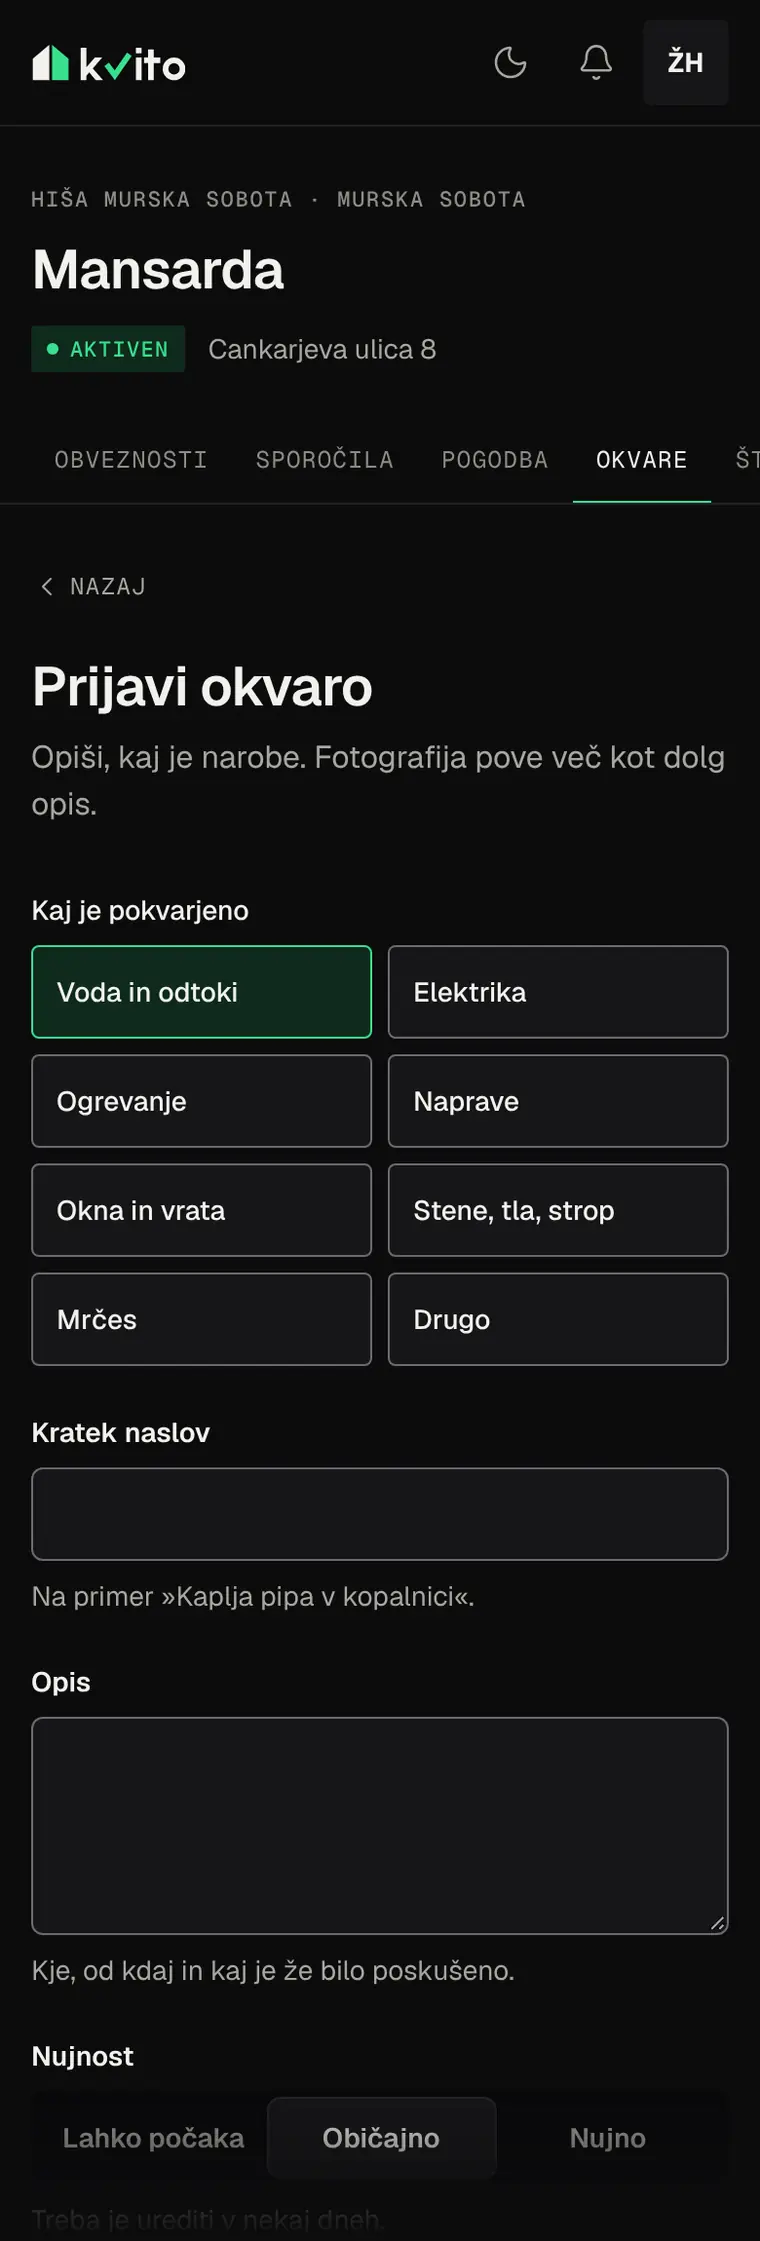 kvito
ŽH
HIŠA MURSKA SOBOTA · MURSKA SOBOTA
Mansarda
AKTIVEN
Cankarjeva ulica 8
OBVEZNOSTI SPOROČILA POGODBA OKVARE ŠT
NAZAJ
Prijavi okvaro
Opiši, kaj je narobe. Fotografija pove več kot dolg
opis.
Kaj je pokvarjeno
Voda in odtoki
Elektrika
Ogrevanje
Naprave
Okna in vrata
Stene, tla, strop
Mrčes
Drugo
Kratek naslov
Na primer »Kaplja pipa v kopalnici«.
Opis
Kje, od kdaj in kaj je že bilo poskušeno.
Nujnost
Lahko počaka
Običajno
Nujno
Treba je urediti v nekaj dneh.